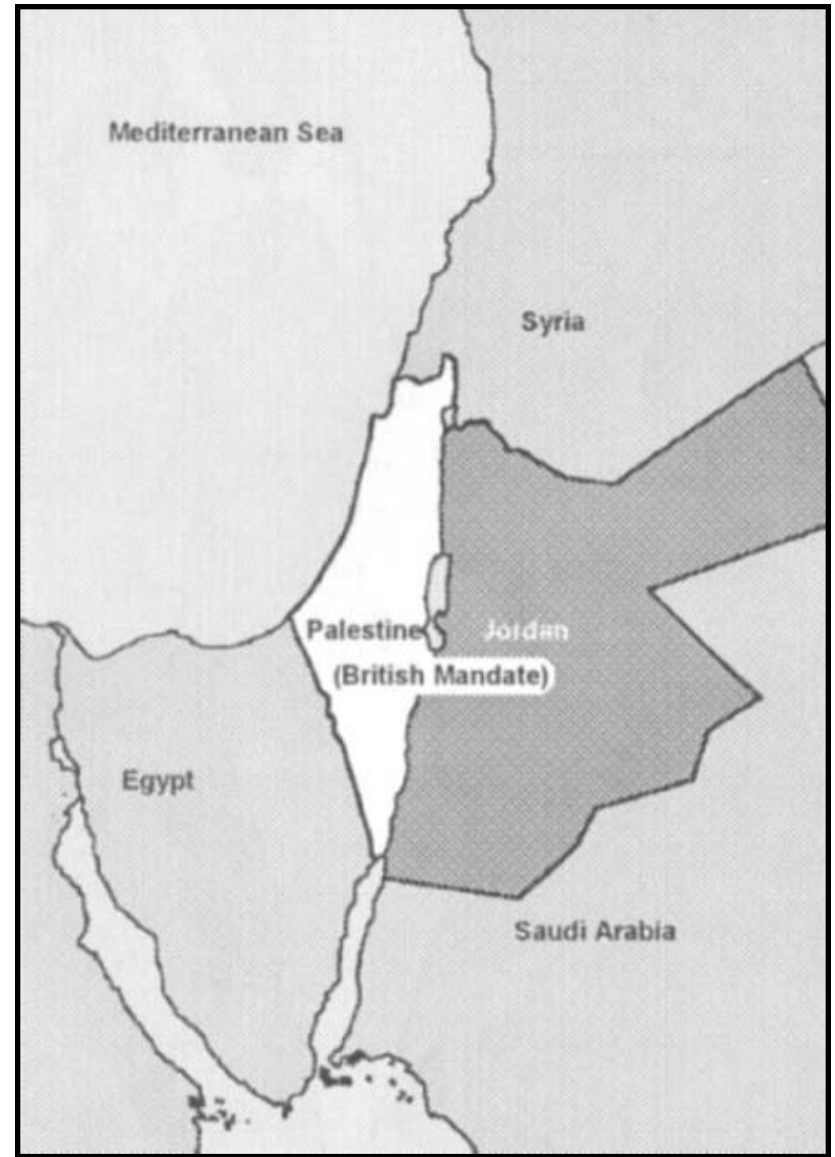 Mediterranean Sea
Syria
Palestine
Jordan
(British Mandate)
Egypt
Saudi Arabia